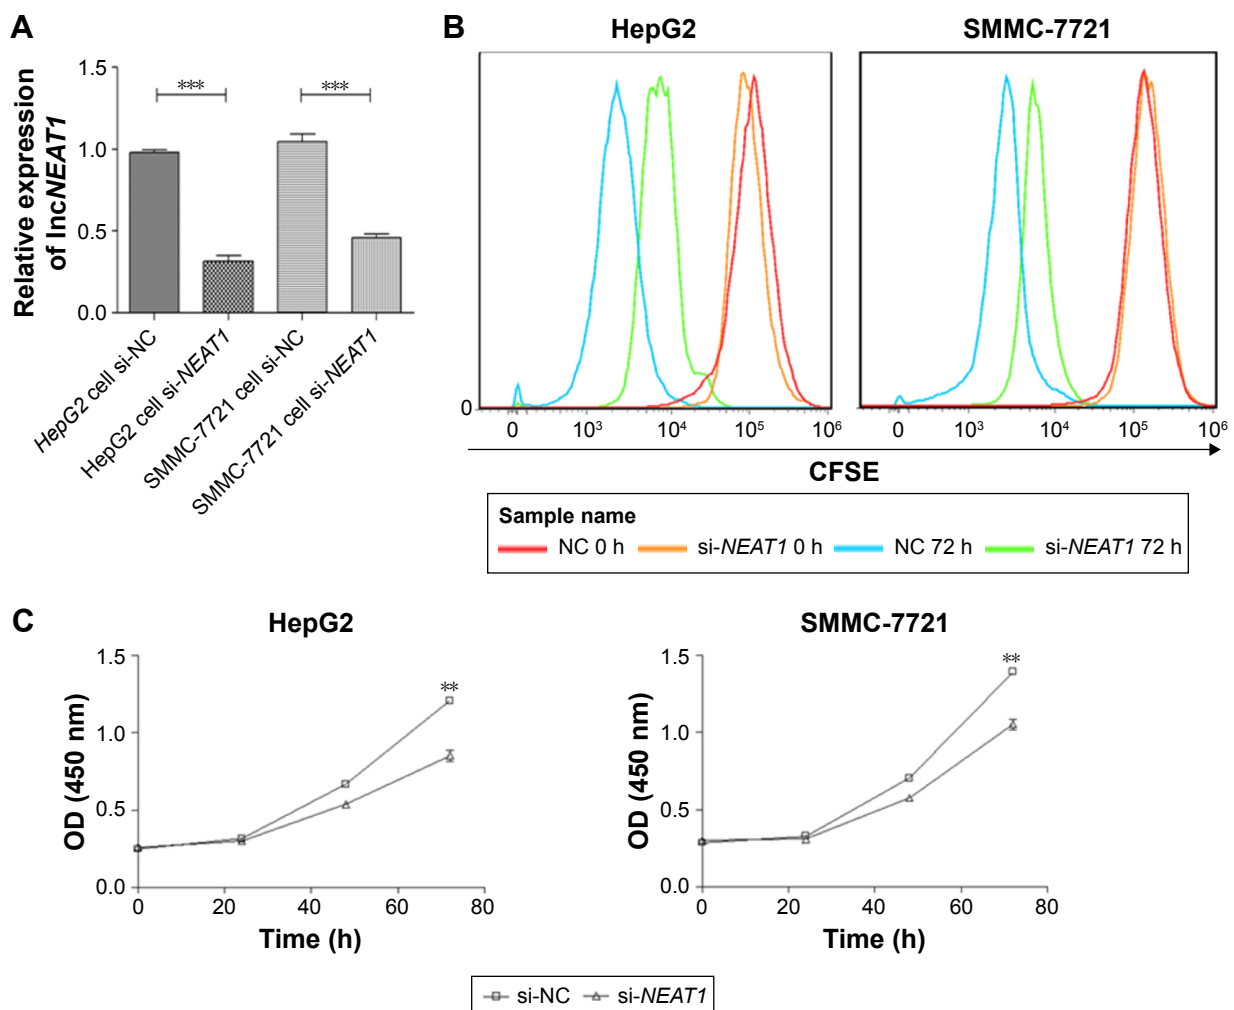 A
Relative expression
of lncNEAT1
1.5
1.0
0.5
0.0
***
***
HepG2 cell si-NC
HepG2 cell si-NEAT1
SMMC-7721 cell si-NC
SMMC-7721 cell si-NEAT1
B
HepG2
SMMC-7721
0
0 10³ 10⁴ 10⁵ 10⁶
0 10³ 10⁴ 10⁵ 10⁶
CFSE
Sample name
NC 0 h si-NEAT1 0 h NC 72 h si-NEAT1 72 h
C
HepG2
OD (450 nm)
1.5
1.0
0.5
0.0
**
0 20 40 60 80
Time (h)
SMMC-7721
OD (450 nm)
1.5
1.0
0.5
0.0
**
0 20 40 60 80
Time (h)
si-NC si-NEAT1